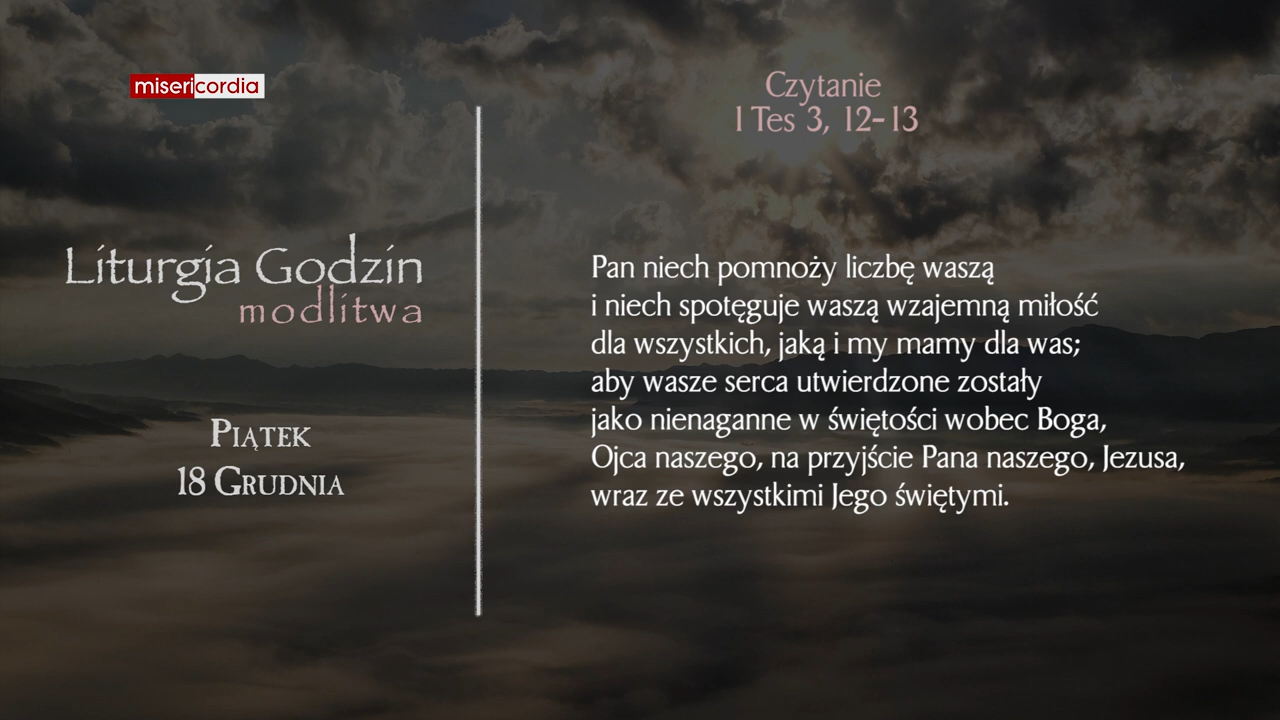 misericordia
Liturgia Godzin
modlitwa
Piątek
18 Grudnia
Czytanie
1 Tes 3, 12-13
Pan niech pomnoży liczbę waszą
i niech spotęguje waszą wzajemną miłość
dla wszystkich, jaką i my mamy dla was;
aby wasze serca utwierdzone zostały
jako nienaganne w świętości wobec Boga,
Ojca naszego, na przyjście Pana naszego, Jezusa,
wraz ze wszystkimi Jego świętymi.